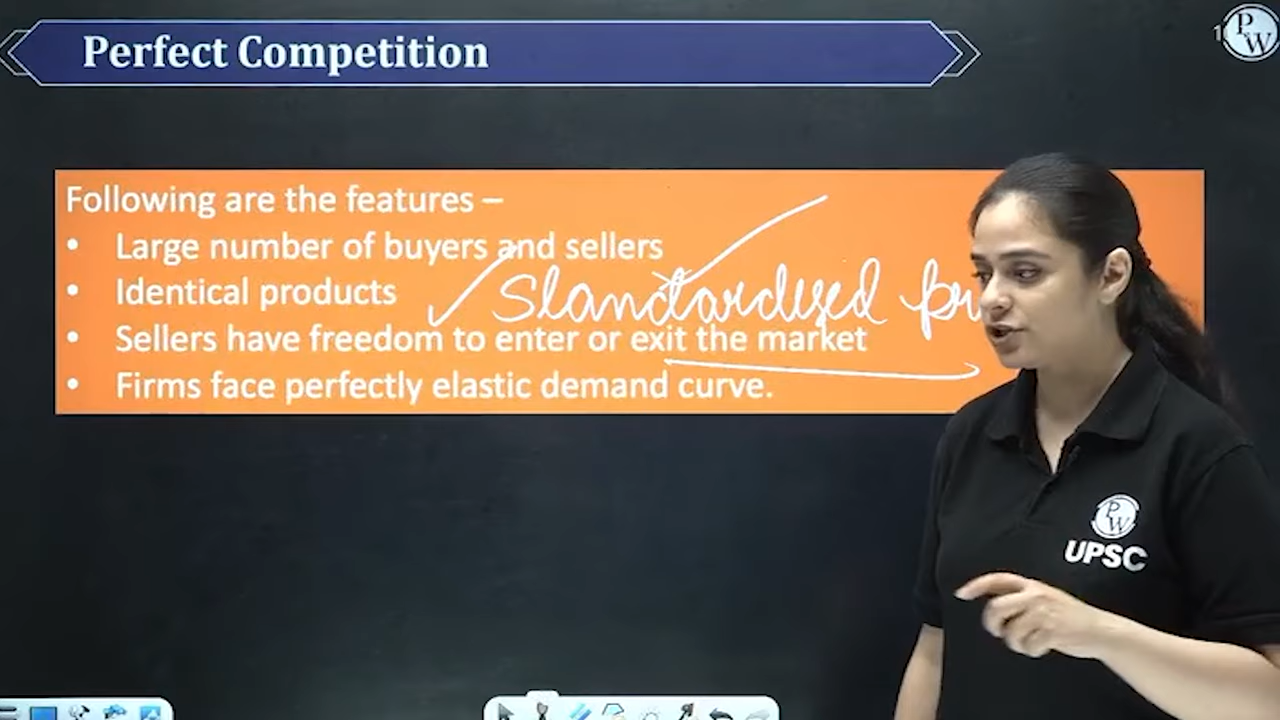 Perfect Competition
PW
Following are the features –
• Large number of buyers and sellers
• Identical products
Standardized
• Sellers have freedom to enter or exit the market
• Firms face perfectly elastic demand curve.
PW
UPSC